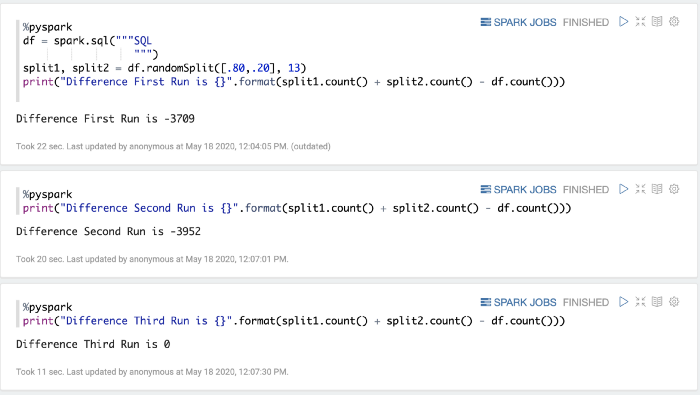 SPARK JOBS FINISHED
%pyspark
df = spark.sql("""SQL
""")
split1, split2 = df.randomSplit([.80,.20], 13)
print("Difference First Run is {}".format(split1.count() + split2.count() - df.count()))
Difference First Run is -3709
Took 22 sec. Last updated by anonymous at May 18 2020, 12:04:05 PM. (outdated)
SPARK JOBS FINISHED
%pyspark
print("Difference Second Run is {}".format(split1.count() + split2.count() - df.count()))
Difference Second Run is -3952
Took 20 sec. Last updated by anonymous at May 18 2020, 12:07:01 PM.
SPARK JOBS FINISHED
%pyspark
print("Difference Third Run is {}".format(split1.count() + split2.count() - df.count()))
Difference Third Run is 0
Took 11 sec. Last updated by anonymous at May 18 2020, 12:07:30 PM.